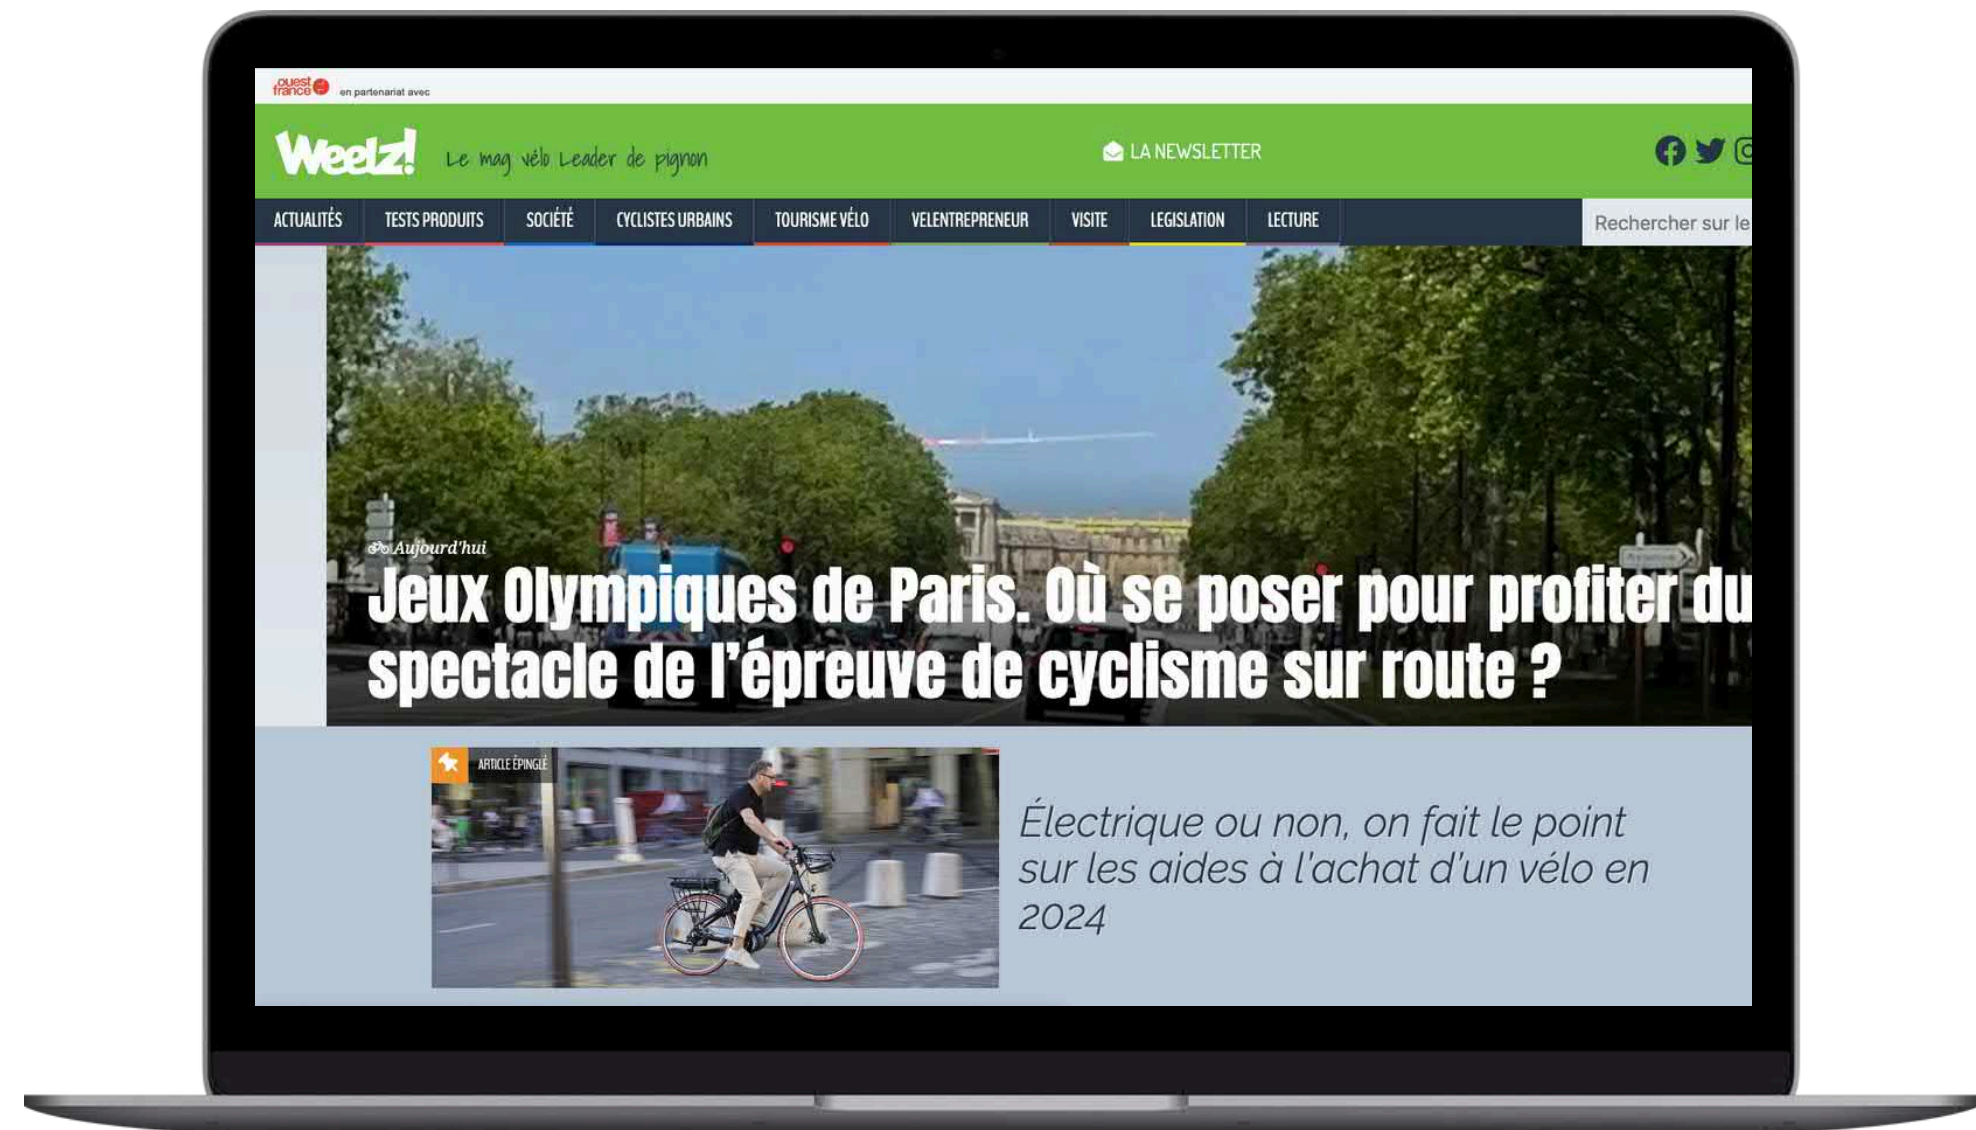 ouest
france
en partenariat avec
Weelz!
Le mag vélo Leader de pignon
LA NEWSLETTER
ACTUALITÉS
TESTS PRODUITS
SOCIÉTÉ
CYCLISTES URBAINS
TOURISME VÉLO
VELENTREPRENEUR
VISITE
LEGISLATION
LECTURE
Rechercher sur le
Aujourd'hui
Jeux Olympiques de Paris. Où se poser pour profiter du
spectacle de l’épreuve de cyclisme sur route ?
ARTICLE ÉPINGLÉ
Électrique ou non, on fait le point
sur les aides à l'achat d'un vélo en
2024